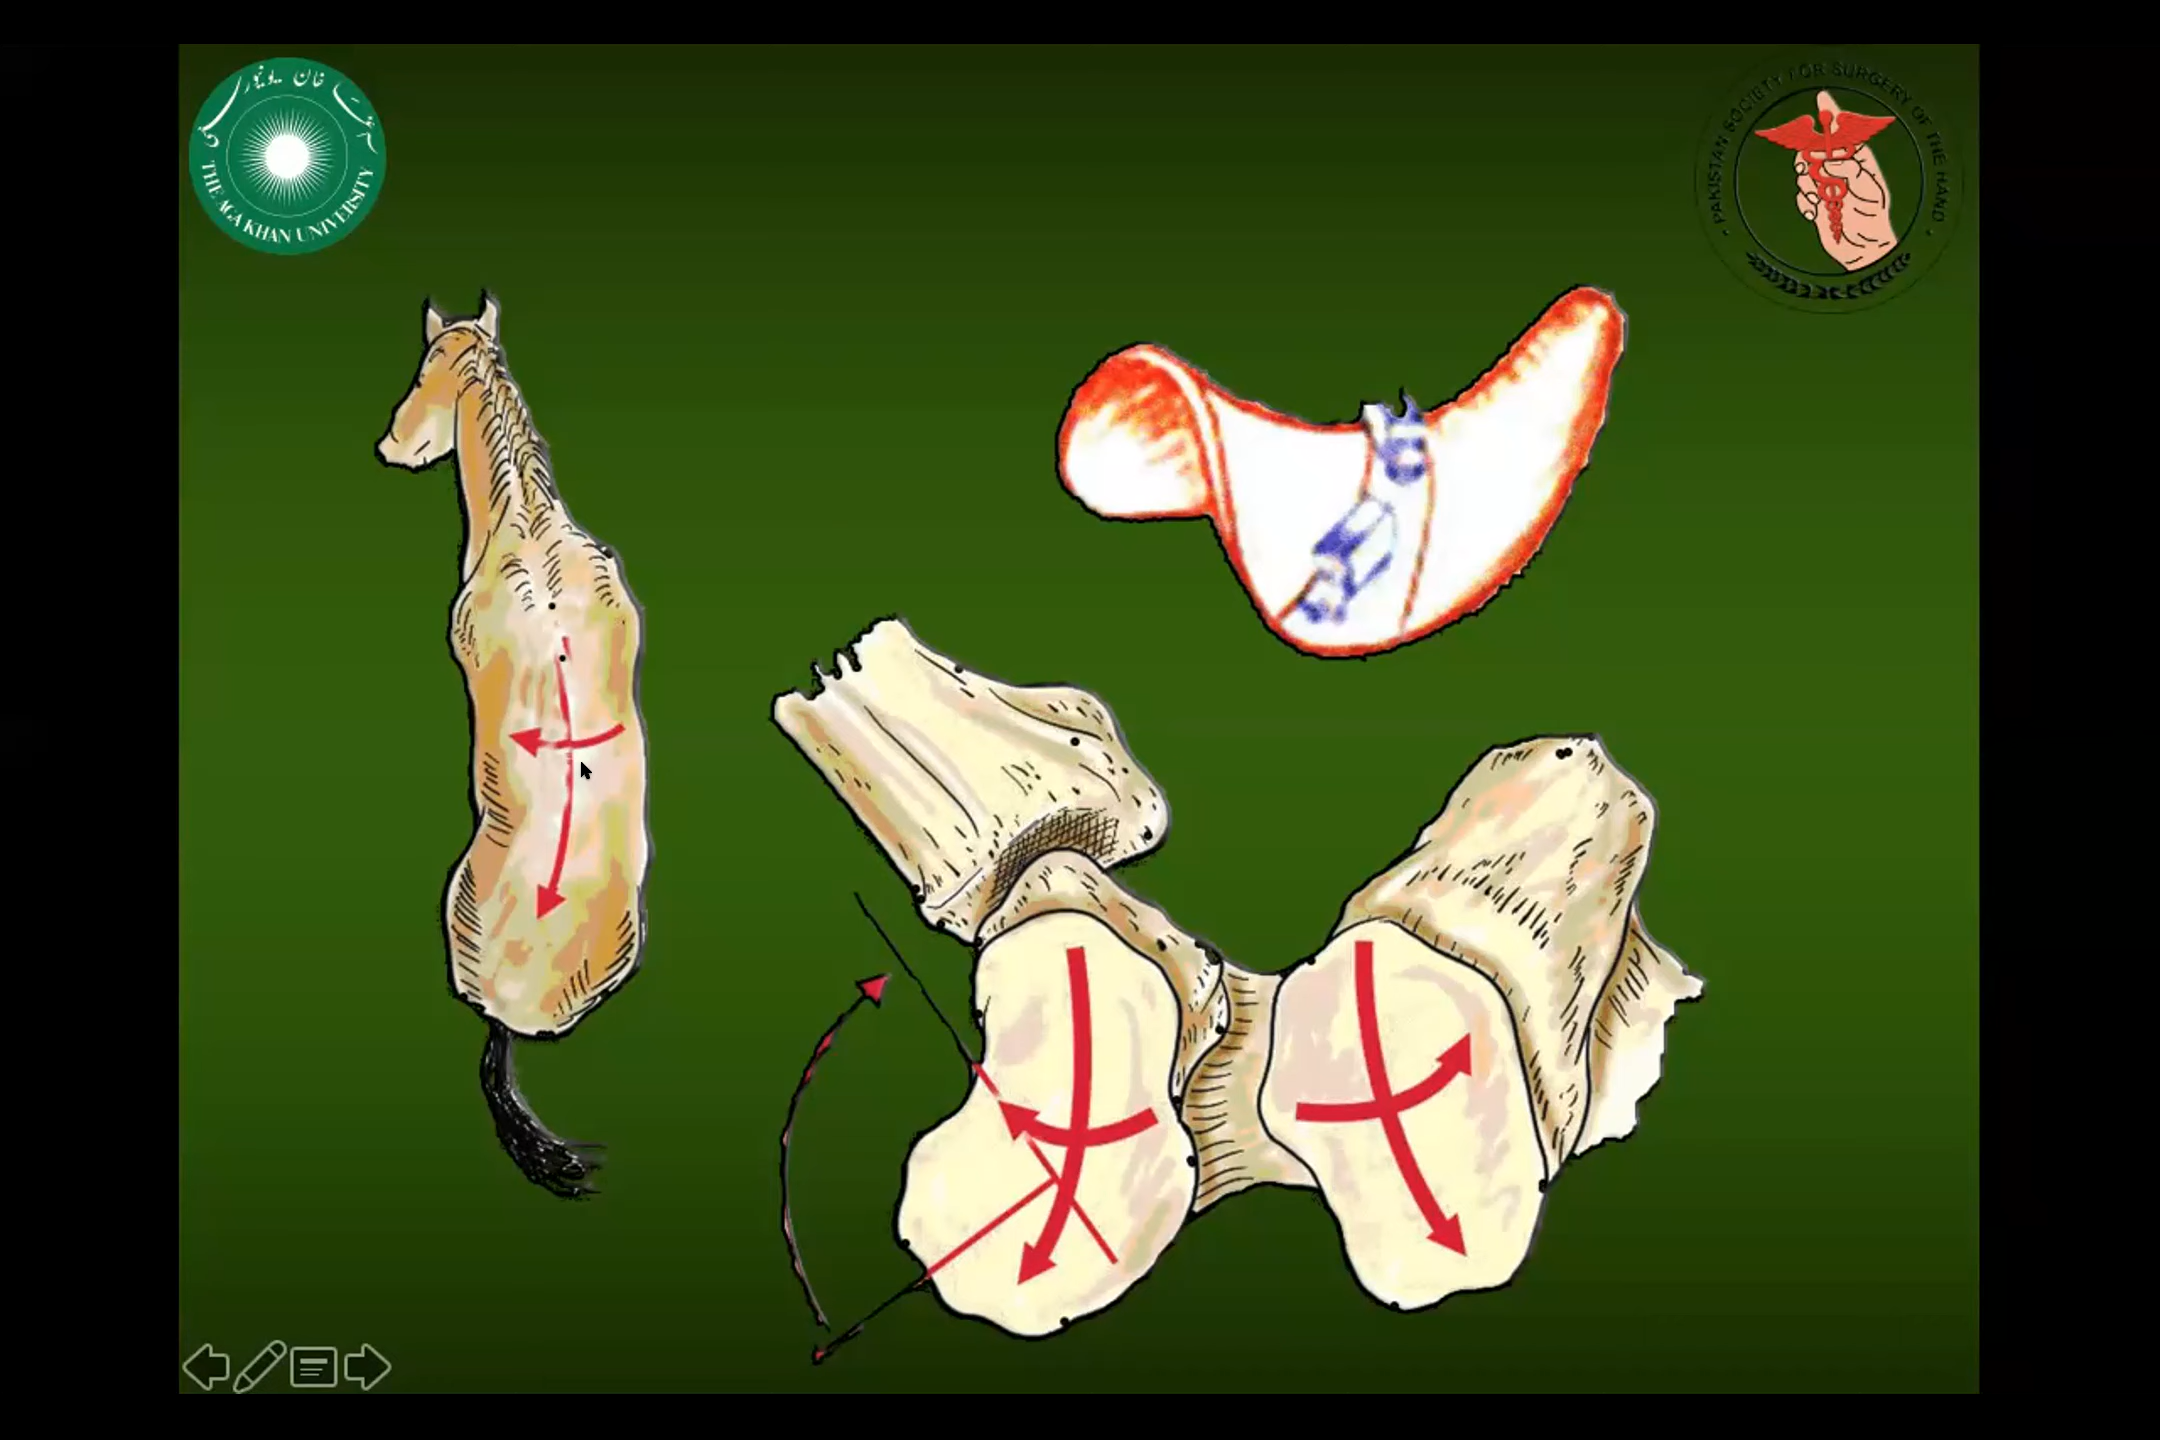 THE AGA KHAN UNIVERSITY
PAKISTAN SOCIETY FOR SURGERY OF THE HAND